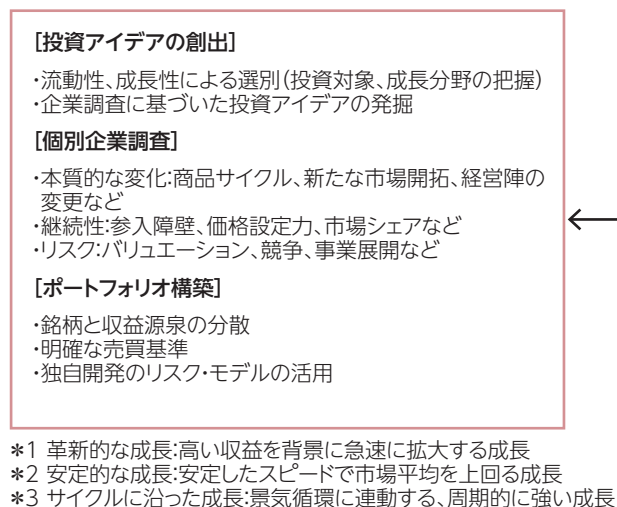 [投資アイデアの創出]
・流動性、成長性による選別(投資対象、成長分野の把握)
・企業調査に基づいた投資アイデアの発掘
[個別企業調査]
・本質的な変化:商品サイクル、新たな市場開拓、経営陣の
変更など
・継続性:参入障壁、価格設定力、市場シェアなど
・リスク:バリュエーション、競争、事業展開など
[ポートフォリオ構築]
・銘柄と収益源泉の分散
・明確な売買基準
・独自開発のリスク・モデルの活用
*1 革新的な成長:高い収益を背景に急速に拡大する成長
*2 安定的な成長:安定したスピードで市場平均を上回る成長
*3 サイクルに沿った成長:景気循環に連動する、周期的に強い成長